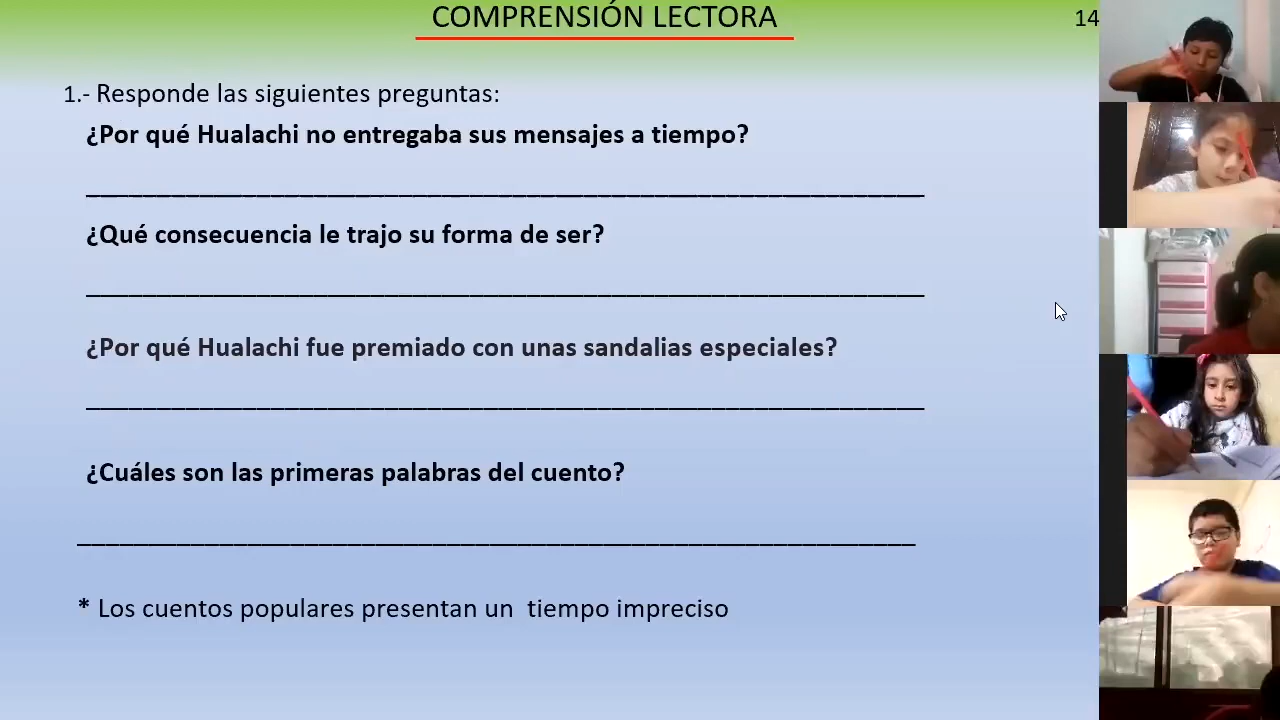 COMPRENSIÓN LECTORA
14
1.- Responde las siguientes preguntas:
¿Por qué Hualachi no entregaba sus mensajes a tiempo?
¿Qué consecuencia le trajo su forma de ser?
¿Por qué Hualachi fue premiado con unas sandalias especiales?
¿Cuáles son las primeras palabras del cuento?
* Los cuentos populares presentan un tiempo impreciso